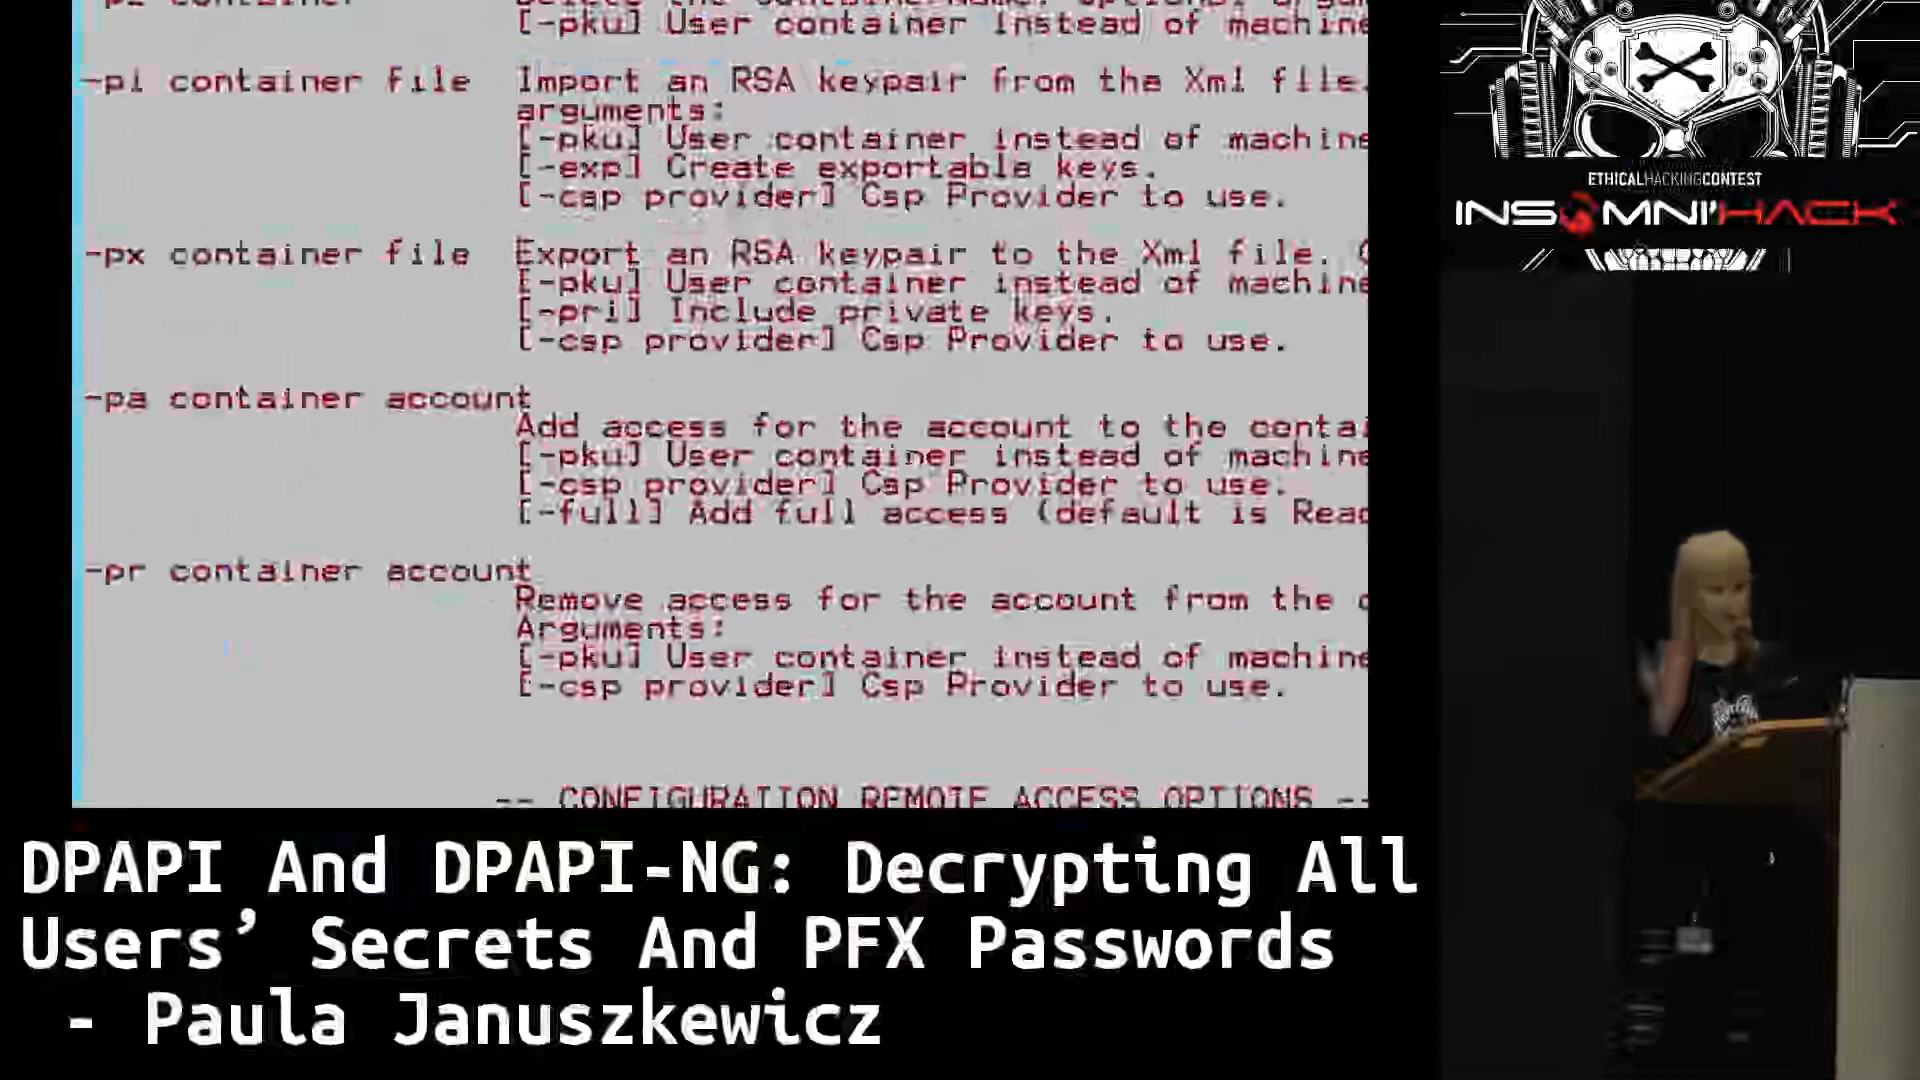 [-pku] User container instead of machine
-pi container file Import an RSA keypair from the Xml file.
arguments:
[-pku] User container instead of machine
[-exp] Create exportable keys.
[-csp provider] Csp Provider to use.
-px container file Export an RSA keypair to the Xml file.
[-pku] User container instead of machine
[-pri] Include private keys.
[-csp provider] Csp Provider to use.
-pa container account
Add access for the account to the contai
[-pku] User container instead of machine
[-csp provider] Csp Provider to use.
[-full] Add full access (default is Read
-pr container account
Remove access for the account from the
Arguments:
[-pku] User container instead of machine
[-csp provider] Csp Provider to use.
-- CONFIGURATION REMOTE ACCESS OPTIONS --
ETHICALHACKINGCONTEST
INSOMNI'HACK
DPAPI And DPAPI-NG: Decrypting All
Users’ Secrets And PFX Passwords
- Paula Januszkewicz